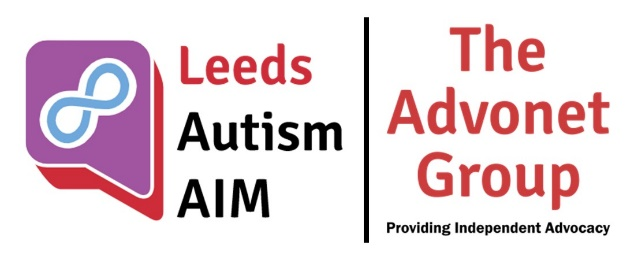 Leeds
Autism
AIM
The
Advonet
Group
Providing Independent Advocacy